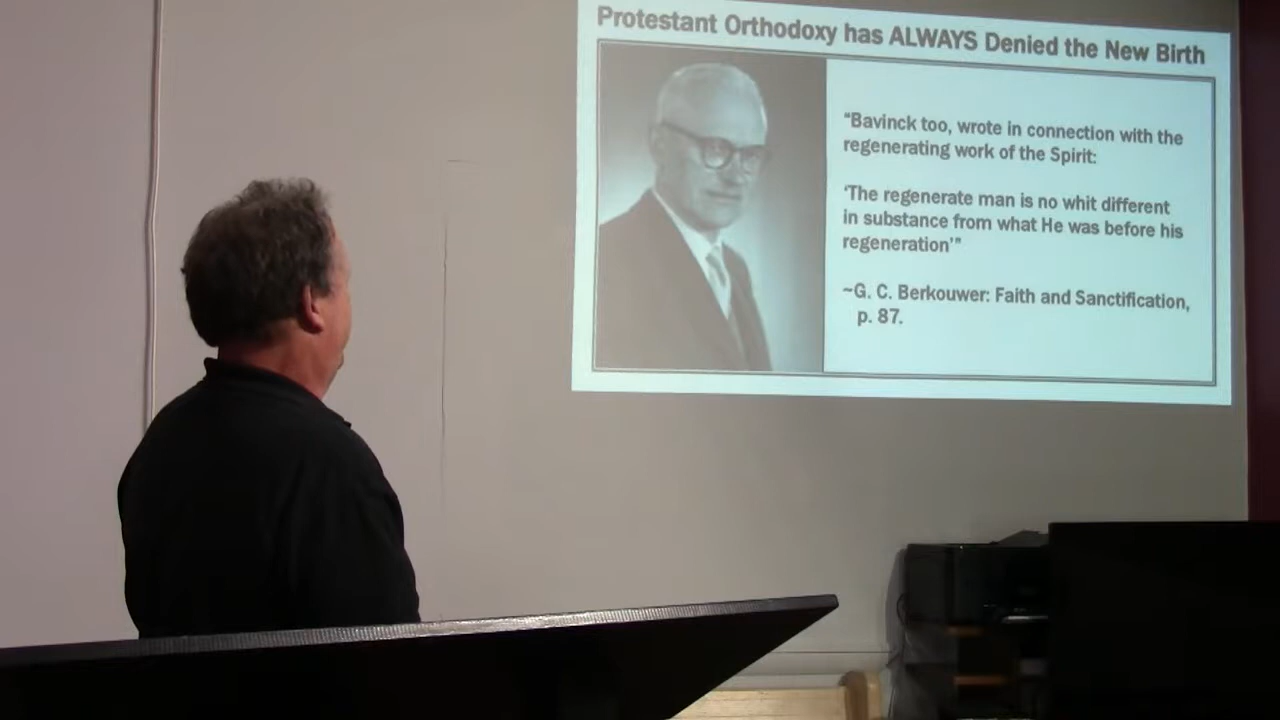 Protestant Orthodoxy has ALWAYS Denied the New Birth
“Bavinck too, wrote in connection with the
regenerating work of the Spirit:
‘The regenerate man is no whit different
in substance from what He was before his
regeneration’”
~G. C. Berkouwer: Faith and Sanctification,
p. 87.